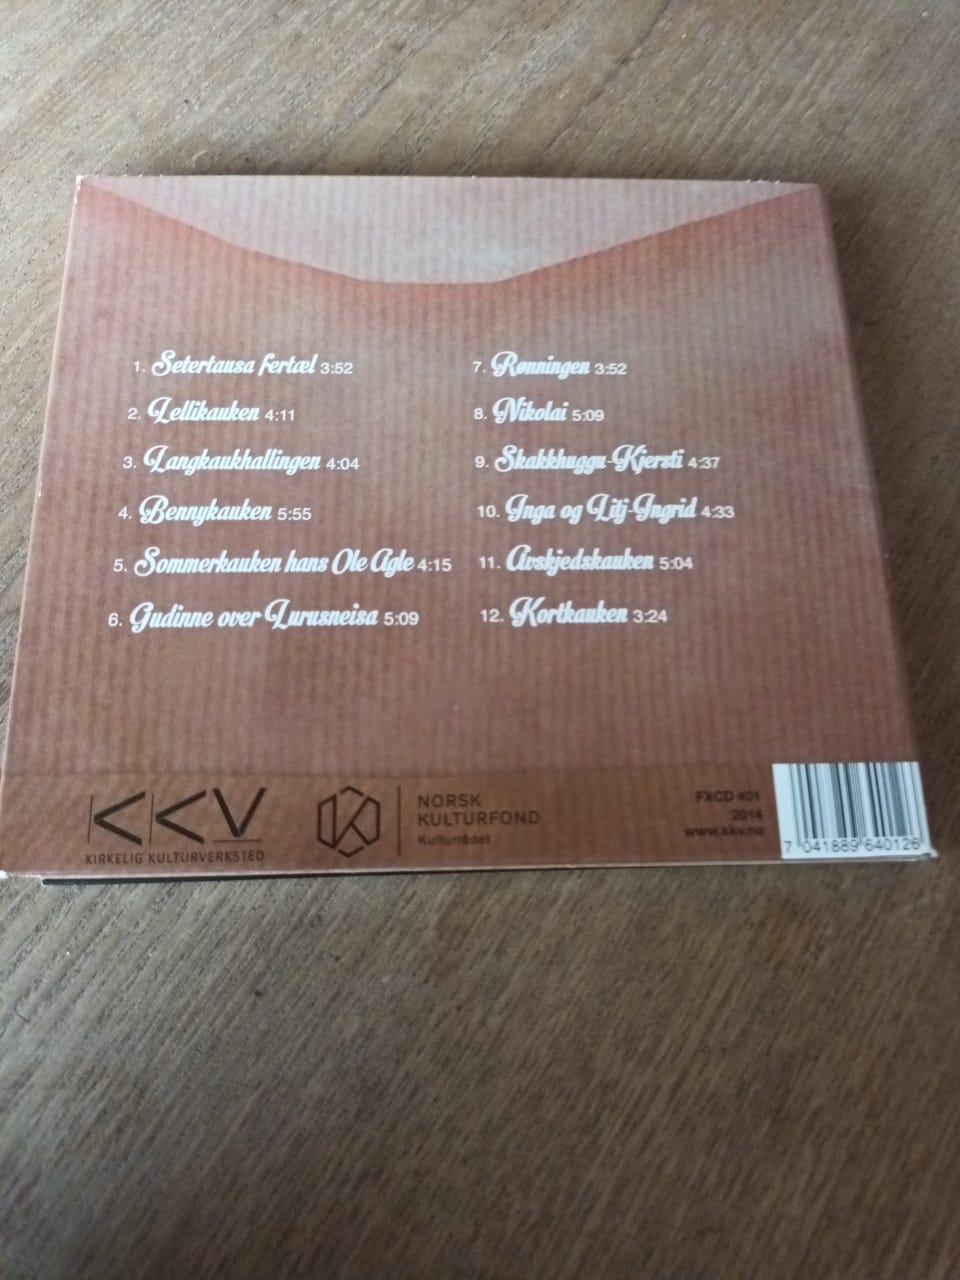 1. Setertausa fertæl 3:52
2. Lellikauken 4:11
3. Langkaukhallingen 4:04
4. Bennykauken 5:55
5. Sommerkauken hans Ole Agle 4:15
6. Gudinne over Lurusneisa 5:09
7. Rønningen 3:52
8. Nikolai 5:09
9. Skakkhuggu-Kjersti 4:37
10. Inga og Litj-Ingrid 4:33
11. Avskjedskauken 5:04
12. Kortkauken 3:24
KKV
KIRKELIG KULTURVERKSTED
NORSK
KULTURFOND
Kulturrådet
FXCD 401
2014
www.kkv.no
7 041889 640126